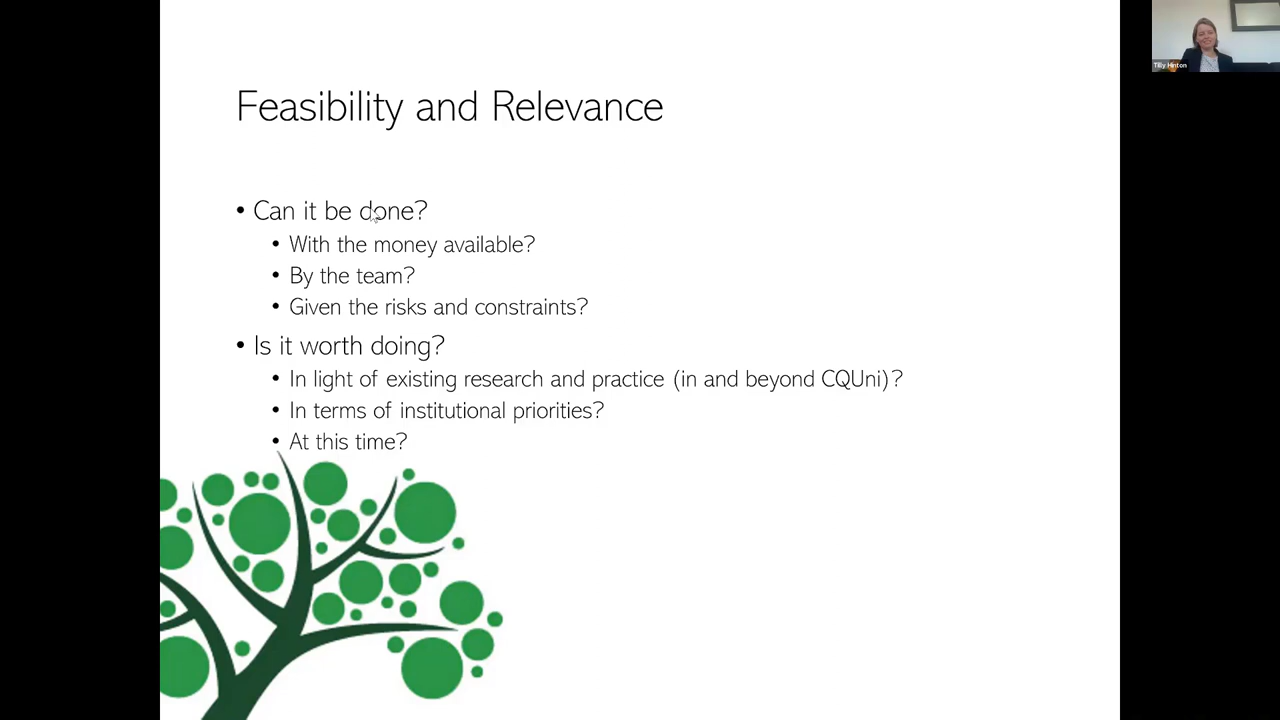 Feasibility and Relevance
• Can it be done?
• With the money available?
• By the team?
• Given the risks and constraints?
• Is it worth doing?
• In light of existing research and practice (in and beyond CQUni)?
• In terms of institutional priorities?
• At this time?
Tilly Hinton